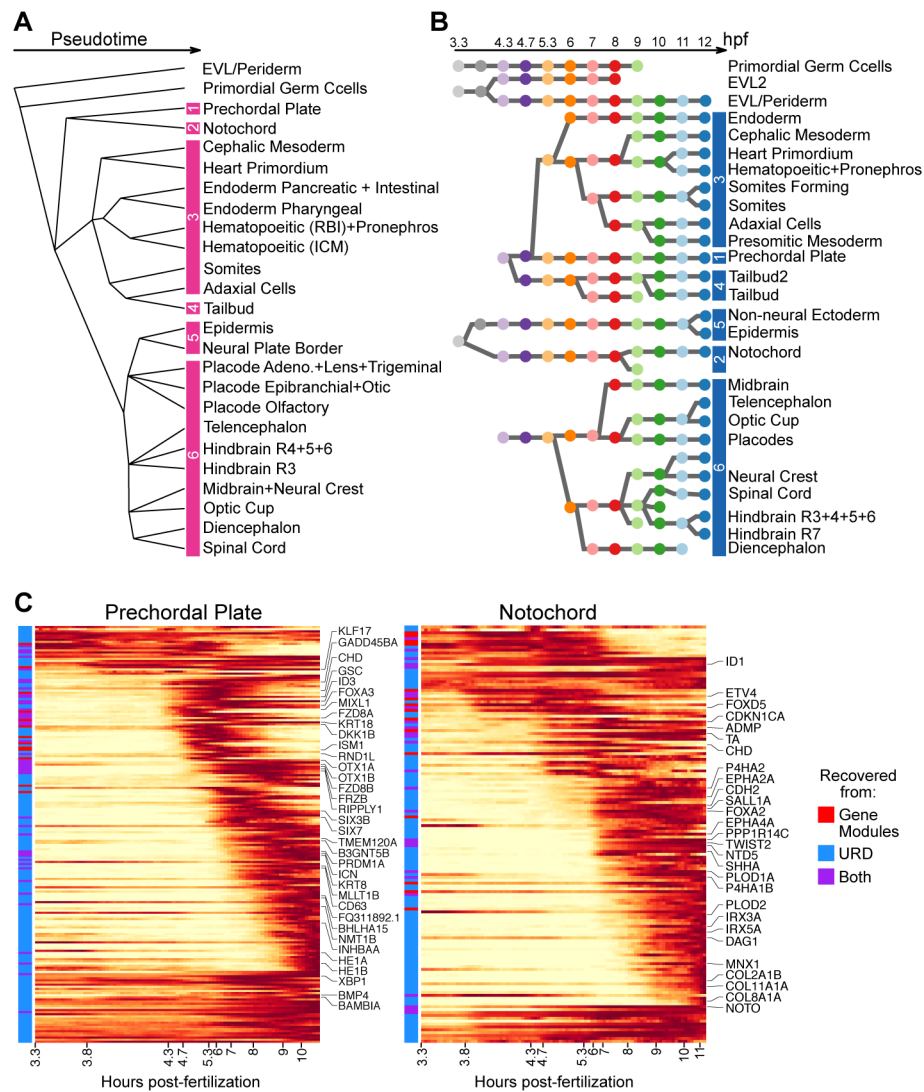 A
Pseudotime
EVL/Periderm
Primordial Germ Ccells
1
Prechordal Plate
2
Notochord
3
Cephalic Mesoderm
Heart Primordium
Endoderm Pancreatic + Intestinal
Endoderm Pharyngeal
Hematopoeitic (RBI)+Pronephros
Hematopoeitic (ICM)
Somites
Adaxial Cells
4
Tailbud
5
Epidermis
Neural Plate Border
6
Placode Adeno.+Lens+Trigeminal
Placode Epibranchial+Otic
Placode Olfactory
Telencephalon
Hindbrain R4+5+6
Hindbrain R3
Midbrain+Neural Crest
Optic Cup
Diencephalon
Spinal Cord
B
hpf
3.3 4.3 4.7 5.3 6 7 8 9 10 11 12
Primordial Germ Ccells
EVL2
EVL/Periderm
3
Endoderm
Cephalic Mesoderm
Heart Primordium
Hematopoeitic+Pronephros
Somites Forming
Somites
Adaxial Cells
Presomitic Mesoderm
1
Prechordal Plate
4
Tailbud2
Tailbud
5
Non-neural Ectoderm
Epidermis
2
Notochord
6
Midbrain
Telencephalon
Optic Cup
Placodes
Neural Crest
Spinal Cord
Hindbrain R3+4+5+6
Hindbrain R7
Diencephalon
C
Prechordal Plate
KLF17
GADD45BA
CHD
GSC
ID3
FOXA3
MIXL1
FZD8A
KRT18
DKK1B
ISM1
RND1L
OTX1A
OTX1B
FZD8B
FRZB
RIPPLY1
SIX3B
SIX7
TMEM120A
B3GNT5B
PRDM1A
ICN
KRT8
MLLT1B
CD63
FQ311892.1
BHLHA15
NMT1B
INHBAA
HE1A
HE1B
XBP1
BMP4
BAMBIA
3.3 3.8 4.3 4.7 5.3 6 7 8 9 10
Hours post-fertilization
Notochord
ID1
ETV4
FOXD5
CDKN1CA
ADMP
TA
CHD
P4HA2
EPHA2A
CDH2
SALL1A
FOXA2
EPHA4A
PPP1R14C
TWIST2
NTD5
SHHA
PLOD1A
P4HA1B
PLOD2
IRX3A
IRX5A
DAG1
MNX1
COL2A1B
COL11A1A
COL8A1A
NOTO
3.3 3.8 4.3 4.7 5.3 6 7 8 9 10 11
Hours post-fertilization
Recovered
from:
Gene
Modules
URD
Both